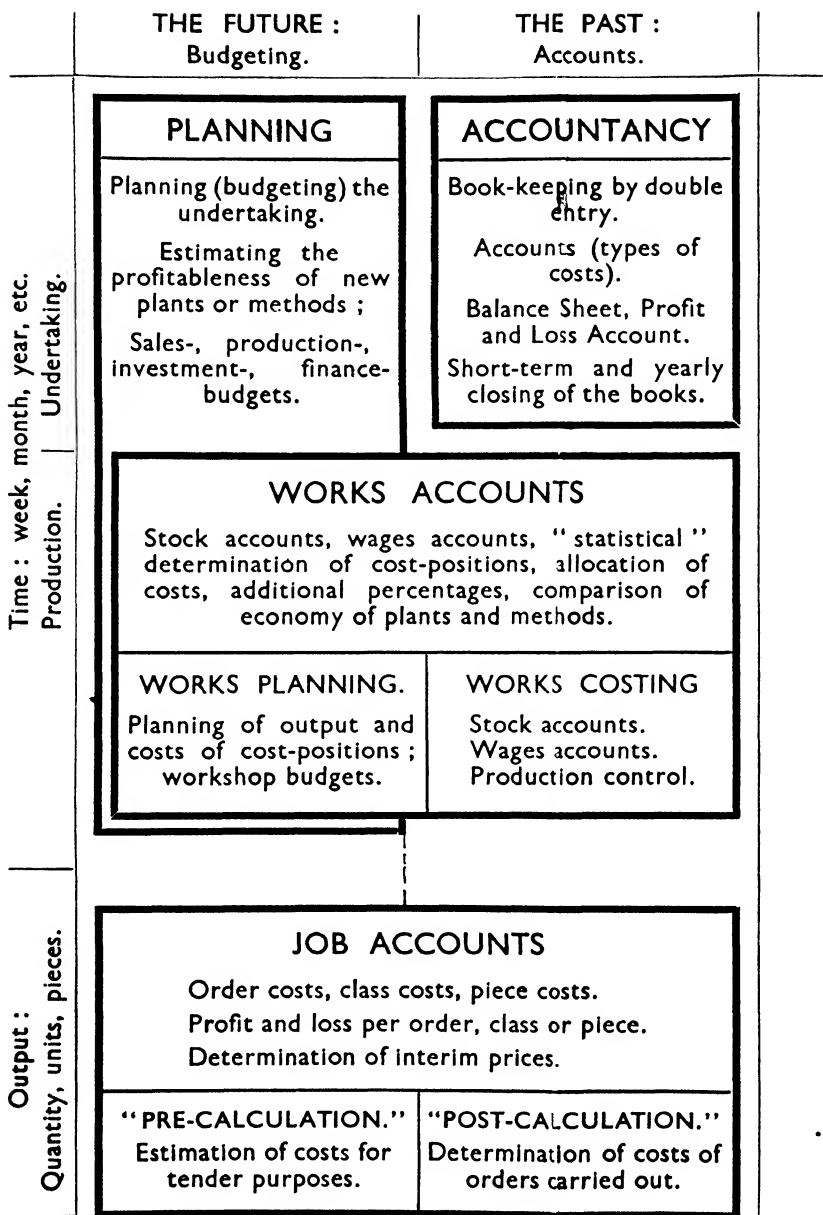 THE FUTURE :
Budgeting.
THE PAST :
Accounts.
Time : week, month, year, etc.
Undertaking.
Production.
PLANNING
Planning (budgeting) the
undertaking.
Estimating the
profitableness of new
plants or methods ;
Sales-, production-,
investment-, finance-
budgets.
ACCOUNTANCY
Book-keeping by double
entry.
Accounts (types of
costs).
Balance Sheet, Profit
and Loss Account.
Short-term and yearly
closing of the books.
WORKS ACCOUNTS
Stock accounts, wages accounts, "statistical"
determination of cost-positions, allocation of
costs, additional percentages, comparison of
economy of plants and methods.
WORKS PLANNING.
Planning of output and
costs of cost-positions ;
workshop budgets.
WORKS COSTING
Stock accounts.
Wages accounts.
Production control.
Output :
Quantity, units, pieces.
JOB ACCOUNTS
Order costs, class costs, piece costs.
Profit and loss per order, class or piece.
Determination of interim prices.
"PRE-CALCULATION."
Estimation of costs for
tender purposes.
"POST-CALCULATION."
Determination of costs of
orders carried out.